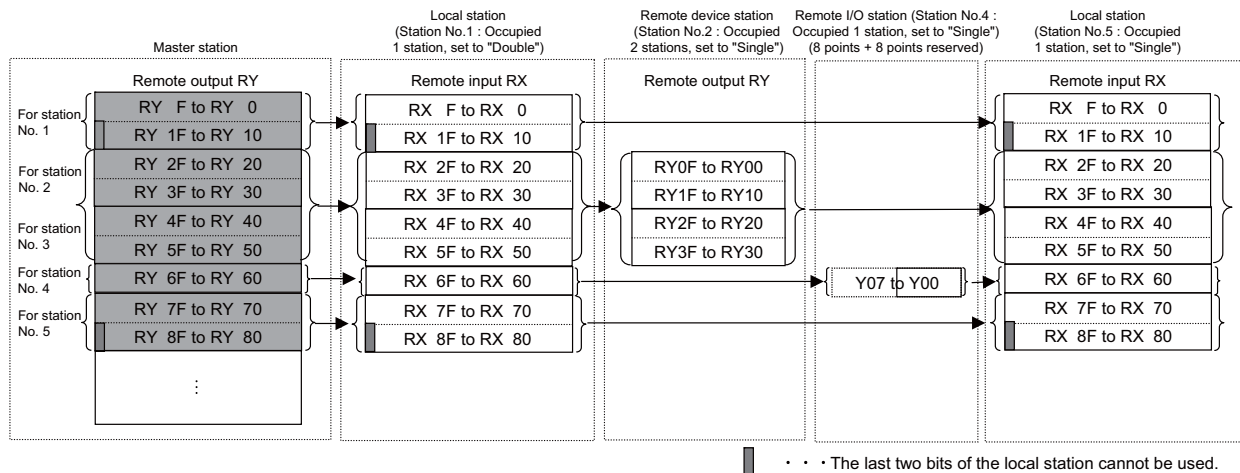 Master station
Local station
(Station No.1 : Occupied
1 station, set to "Double")
Remote device station
(Station No.2 : Occupied
2 stations, set to "Single")
Remote I/O station (Station No.4 :
Occupied 1 station, set to "Single")
(8 points + 8 points reserved)
Local station
(Station No.5 : Occupied
1 station, set to "Single")
Remote output RY
Remote input RX
Remote output RY
Remote input RX
For station
No. 1
For station
No. 2
For station
No. 3
For station
No. 4
For station
No. 5
RY F to RY 0
RY 1F to RY 10
RY 2F to RY 20
RY 3F to RY 30
RY 4F to RY 40
RY 5F to RY 50
RY 6F to RY 60
RY 7F to RY 70
RY 8F to RY 80
⋮
RX F to RX 0
RX 1F to RX 10
RX 2F to RX 20
RX 3F to RX 30
RX 4F to RX 40
RX 5F to RX 50
RX 6F to RX 60
RX 7F to RX 70
RX 8F to RX 80
RY0F to RY00
RY1F to RY10
RY2F to RY20
RY3F to RY30
Y07 to Y00
RX F to RX 0
RX 1F to RX 10
RX 2F to RX 20
RX 3F to RX 30
RX 4F to RX 40
RX 5F to RX 50
RX 6F to RX 60
RX 7F to RX 70
RX 8F to RX 80
・・・The last two bits of the local station cannot be used.